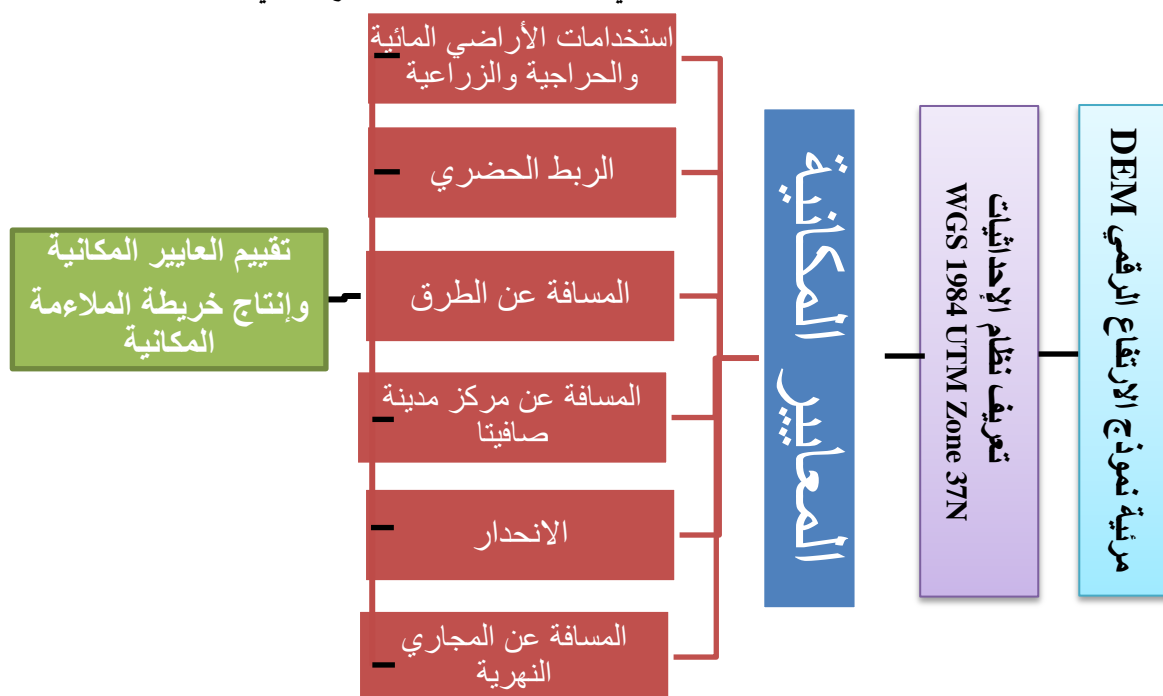 مرئية نموذج الارتفاع الرقمي DEM
تعريف نظام الإحداثيات
WGS 1984 UTM Zone 37N
المعايير المكانية
استخدامات الأراضي المائية
والحراجية والزراعية
الربط الحضري
المسافة عن الطرق
المسافة عن مركز مدينة
صافيتا
الانحدار
المسافة عن المجاري
النهرية
تقييم العايير المكانية
وإنتاج خريطة الملاءمة
المكانية